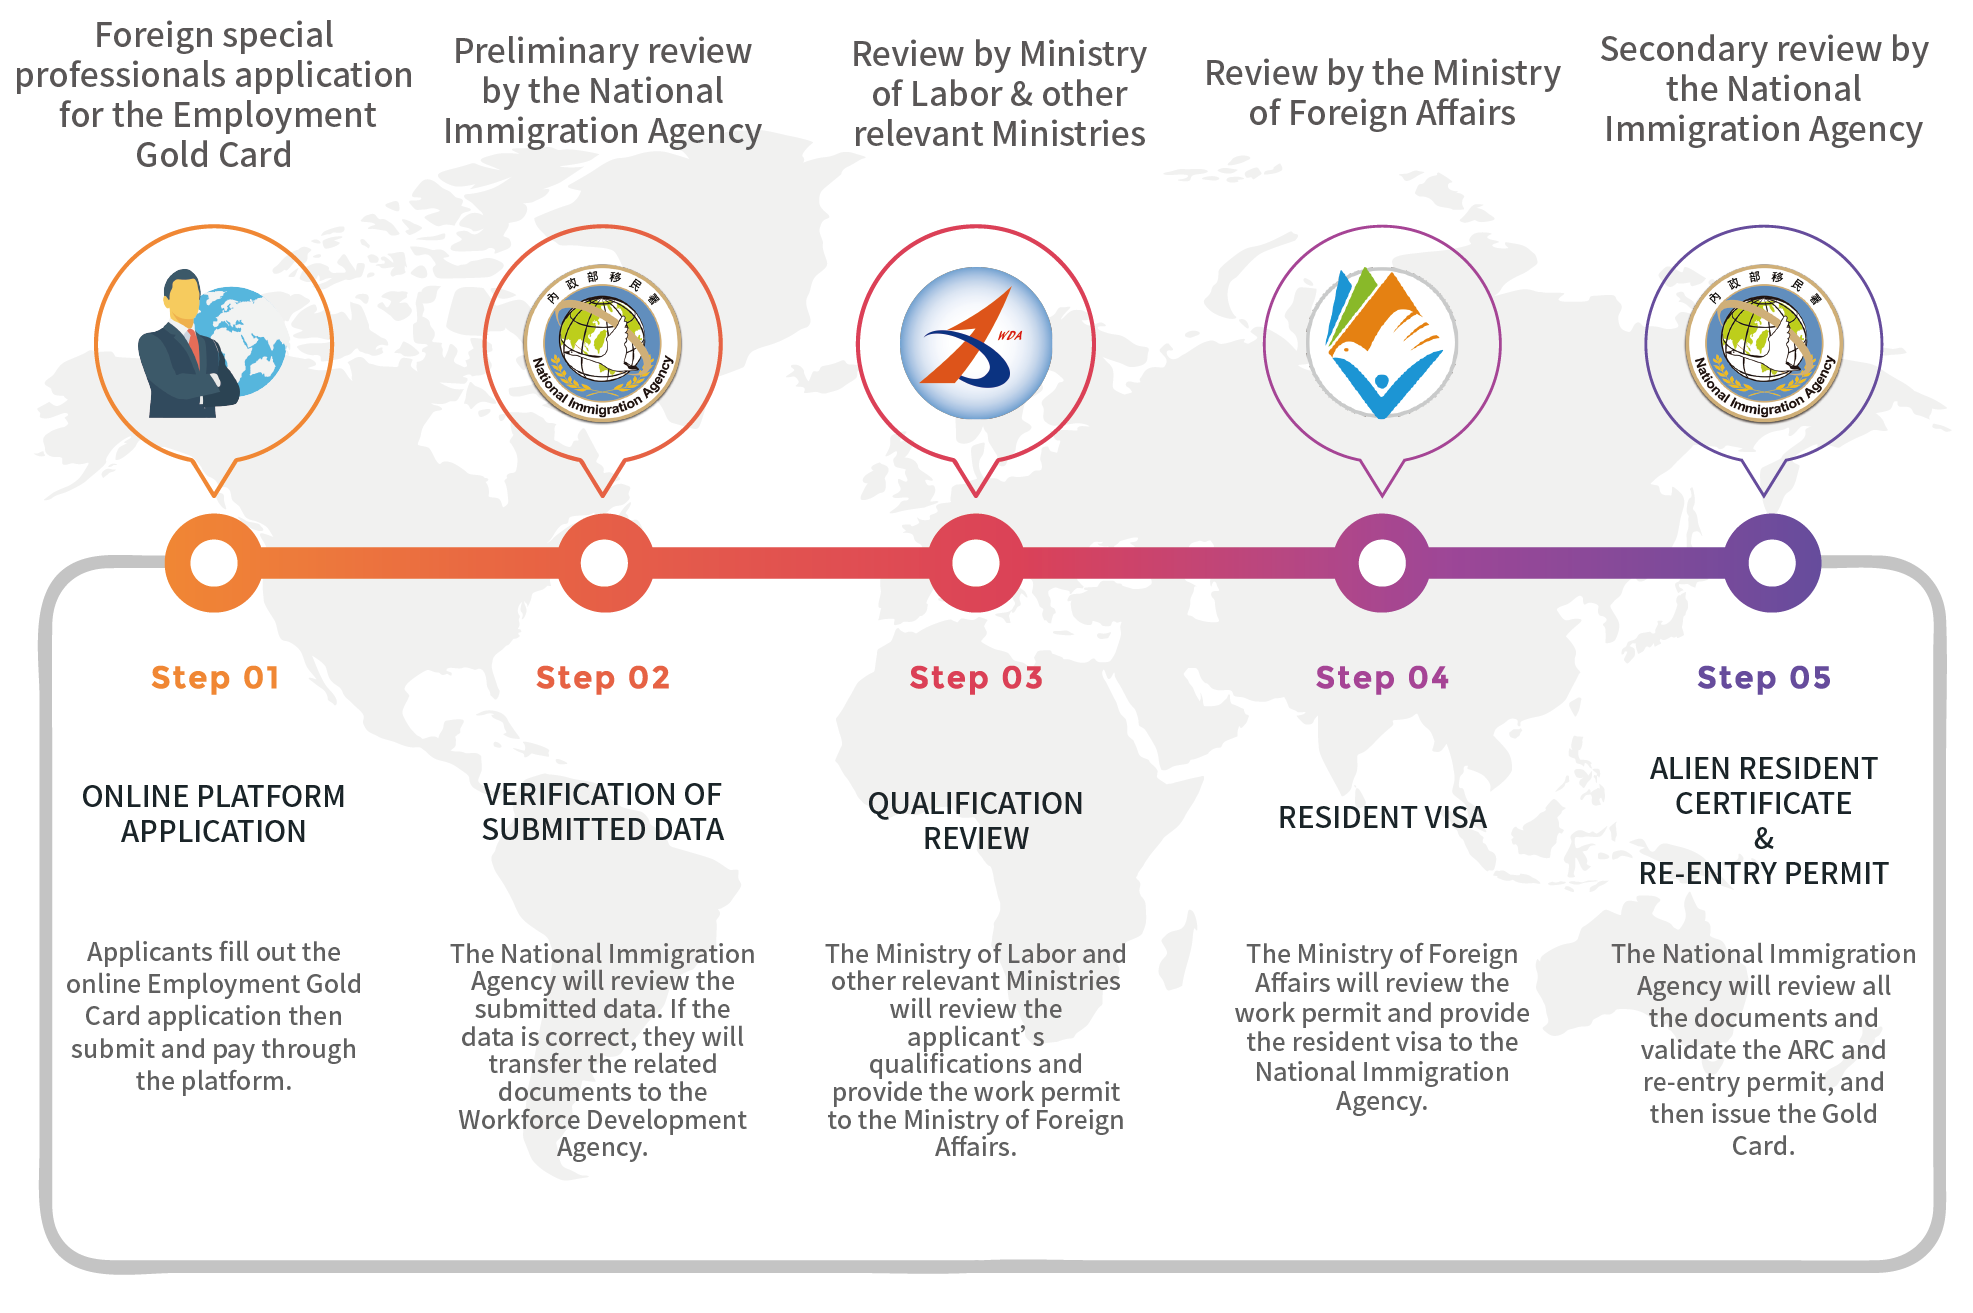 Foreign special
professionals application
for the Employment
Gold Card
Preliminary review
by the National
Immigration Agency
Review by Ministry
of Labor & other
relevant Ministries
Review by the Ministry
of Foreign Affairs
Secondary review by
the National
Immigration Agency
內政部移民署
National Immigration Agency
WDA
內政部移民署
National Immigration Agency
Step 01
Step 02
Step 03
Step 04
Step 05
ONLINE PLATFORM
APPLICATION
VERIFICATION OF
SUBMITTED DATA
QUALIFICATION
REVIEW
RESIDENT VISA
ALIEN RESIDENT
CERTIFICATE
&
RE-ENTRY PERMIT
Applicants fill out the
online Employment Gold
Card application then
submit and pay through
the platform.
The National Immigration
Agency will review the
submitted data. If the
data is correct, they will
transfer the related
documents to the
Workforce Development
Agency.
The Ministry of Labor and
other relevant Ministries
will review the
applicant’ s
qualifications and
provide the work permit
to the Ministry of Foreign
Affairs.
The Ministry of Foreign
Affairs will review the
work permit and provide
the resident visa to the
National Immigration
Agency.
The National Immigration
Agency will review all
the documents and
validate the ARC and
re-entry permit, and
then issue the Gold
Card.